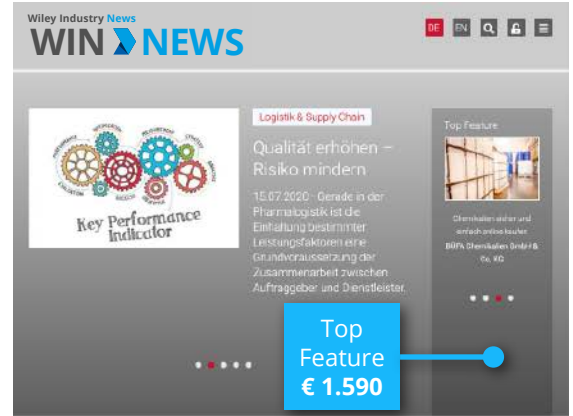 Wiley Industry News
WIN NEWS
DE EN
Logistik & Supply Chain
Qualität erhöhen –
Risiko mindern
15.07.2020 - Gerade in der
Pharmalogistik ist die
Einhaltung bestimmter
Leistungsfaktoren eine
Grundvoraussetzung der
Zusammenarbeit zwischen
Auftraggeber und Dienstleister.
Key Performance
Indicator
Top Feature
Chemikalien sicher und
einfach online kaufen
BÜFA Chemikalien GmbH &
Co. KG
Top
Feature
€ 1.590